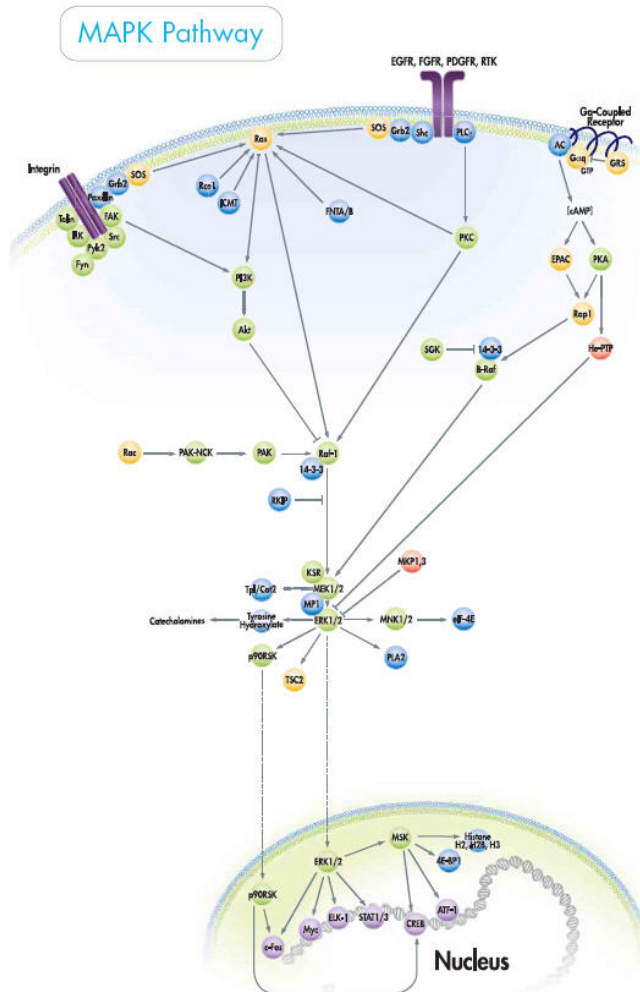 MAPK Pathway
EGFR, FGFR, PDGFR, RTK
Gα-Coupled
Receptor
SOS
Grb2
Shc
PLCγ
Ras
AC
Gαq
GTP
GRS
Integrin
Paxillin
Grb2
SOS
Talin
FAK
ILK
Src
Pylk2
Fyn
Rce1
ICMT
FNTA/B
PKC
[cAMP]
EPAC
PKA
PI3K
Akt
Rap1
SGK
14-3-3
B-Raf
He-PTP
Rac
PAK-NCK
PAK
Raf-1
14-3-3
RKIP
KSR
MKP1,3
Tpl/Cot2
MEK1/2
MP1
Catecholomines
Tyrosine
Hydroxylate
ERK1/2
MNK1/2
eIF-4E
p90RSK
PLA2
TSC2
MSK
Histone
H2, H2B, H3
4E-BP1
ERK1/2
p90RSK
ATF-1
ELK-1
STAT1/3
CREB
Myc
c-Fos
Nucleus